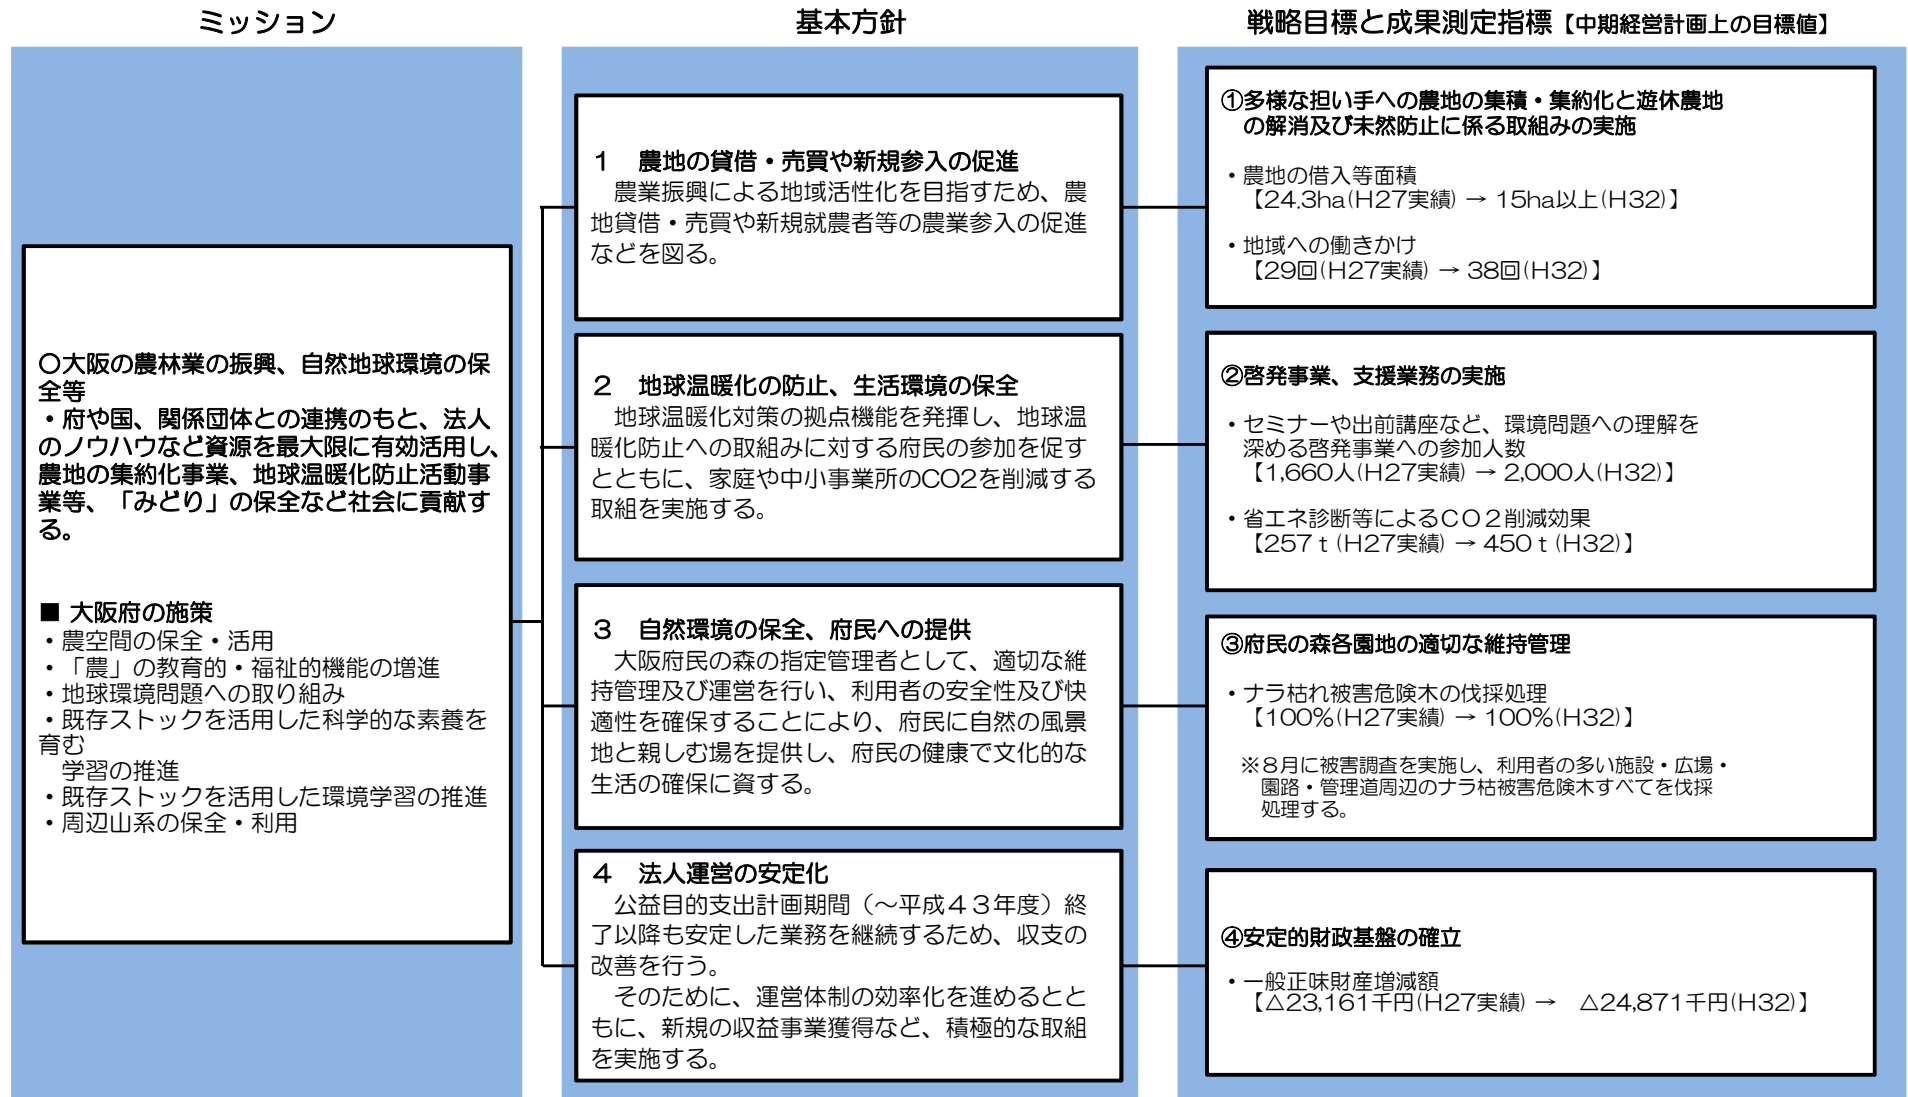 ミッション
基本方針
戦略目標と成果測定指標【中期経営計画上の目標値】
〇大阪の農林業の振興、自然地球環境の保
全等
・府や国、関係団体との連携のもと、法人
のノウハウなど資源を最大限に有効活用し、
農地の集約化事業、地球温暖化防止活動事
業等、「みどり」の保全など社会に貢献す
る。
■ 大阪府の施策
・農空間の保全・活用
・「農」の教育的・福祉的機能の増進
・地球環境問題への取り組み
・既存ストックを活用した科学的な素養を
育む
学習の推進
・既存ストックを活用した環境学習の推進
・周辺山系の保全・利用
１　農地の貸借・売買や新規参入の促進
農業振興による地域活性化を目指すため、農
地貸借・売買や新規就農者等の農業参入の促進
などを図る。
２　地球温暖化の防止、生活環境の保全
地球温暖化対策の拠点機能を発揮し、地球温
暖化防止への取組みに対する府民の参加を促す
とともに、家庭や中小事業所のCO2を削減する
取組を実施する。
３　自然環境の保全、府民への提供
大阪府民の森の指定管理者として、適切な維
持管理及び運営を行い、利用者の安全性及び快
適性を確保することにより、府民に自然の風景
地と親しむ場を提供し、府民の健康で文化的な
生活の確保に資する。
４　法人運営の安定化
公益目的支出計画期間（～平成４３年度）終
了以降も安定した業務を継続するため、収支の
改善を行う。
そのために、運営体制の効率化を進めるとと
もに、新規の収益事業獲得など、積極的な取組
を実施する。
①多様な担い手への農地の集積・集約化と遊休農地
の解消及び未然防止に係る取組みの実施
・農地の借入等面積
【24.3ha(H27実績) → 15ha以上(H32)】
・地域への働きかけ
【29回(H27実績) → 38回(H32)】
②啓発事業、支援業務の実施
・セミナーや出前講座など、環境問題への理解を
深める啓発事業への参加人数
【1,660人(H27実績) → 2,000人(H32)】
・省エネ診断等によるＣＯ２削減効果
【257ｔ(H27実績) → 450ｔ(H32)】
③府民の森各園地の適切な維持管理
・ナラ枯れ被害危険木の伐採処理
【100%(H27実績) → 100%(H32)】
※８月に被害調査を実施し、利用者の多い施設・広場・
園路・管理道周辺のナラ枯被害危険木すべてを伐採
処理する。
④安定的財政基盤の確立
・一般正味財産増減額
【△23,161千円(H27実績) →　△24,871千円(H32)】